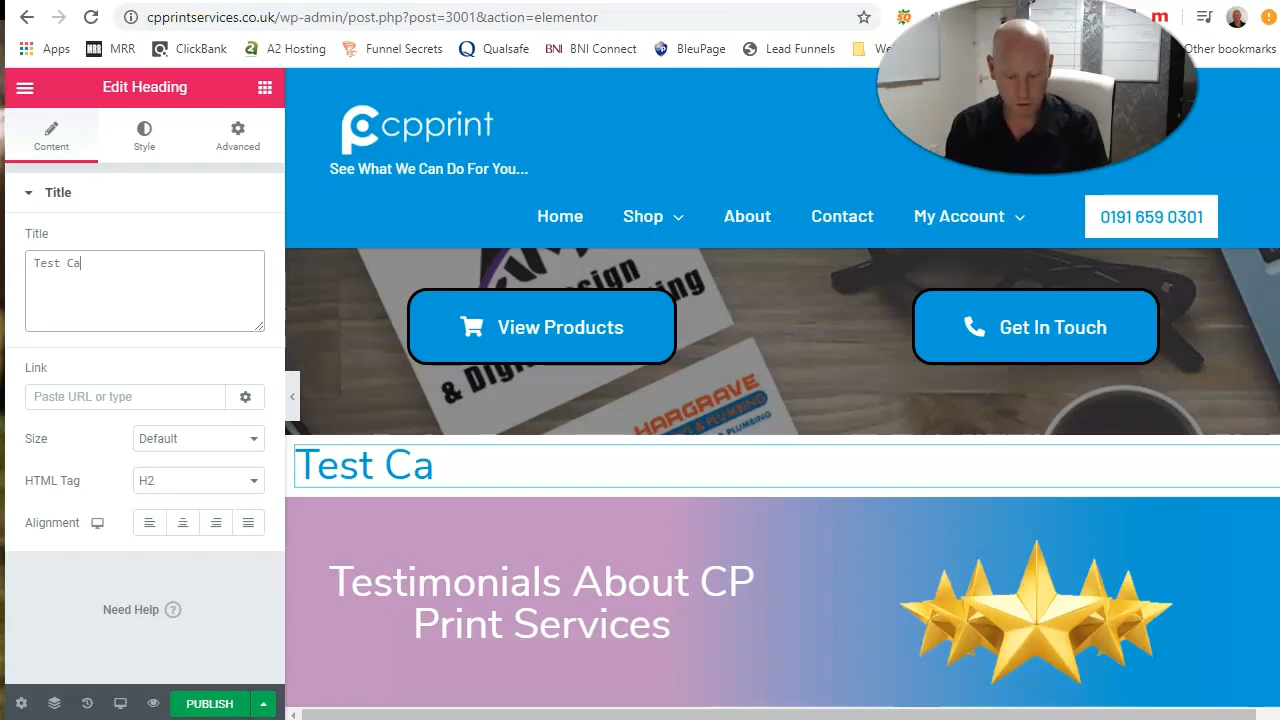 cpprintservices.co.uk/wp-admin/post.php?post=3001&action=elementor
Apps MRR ClickBank A2 Hosting Funnel Secrets Qualsafe BNI BNI Connect BleuPage Lead Funnels We Other bookmarks
Edit Heading
Content Style Advanced
Title
Title
Test Ca
Link
Paste URL or type
Size Default
HTML Tag H2
Alignment
Need Help ?
PUBLISH
cpprint
See What We Can Do For You...
Home Shop About Contact My Account 0191 659 0301
View Products Get In Touch
& Digi
HARGRAVE
Test Ca
Testimonials About CP
Print Services